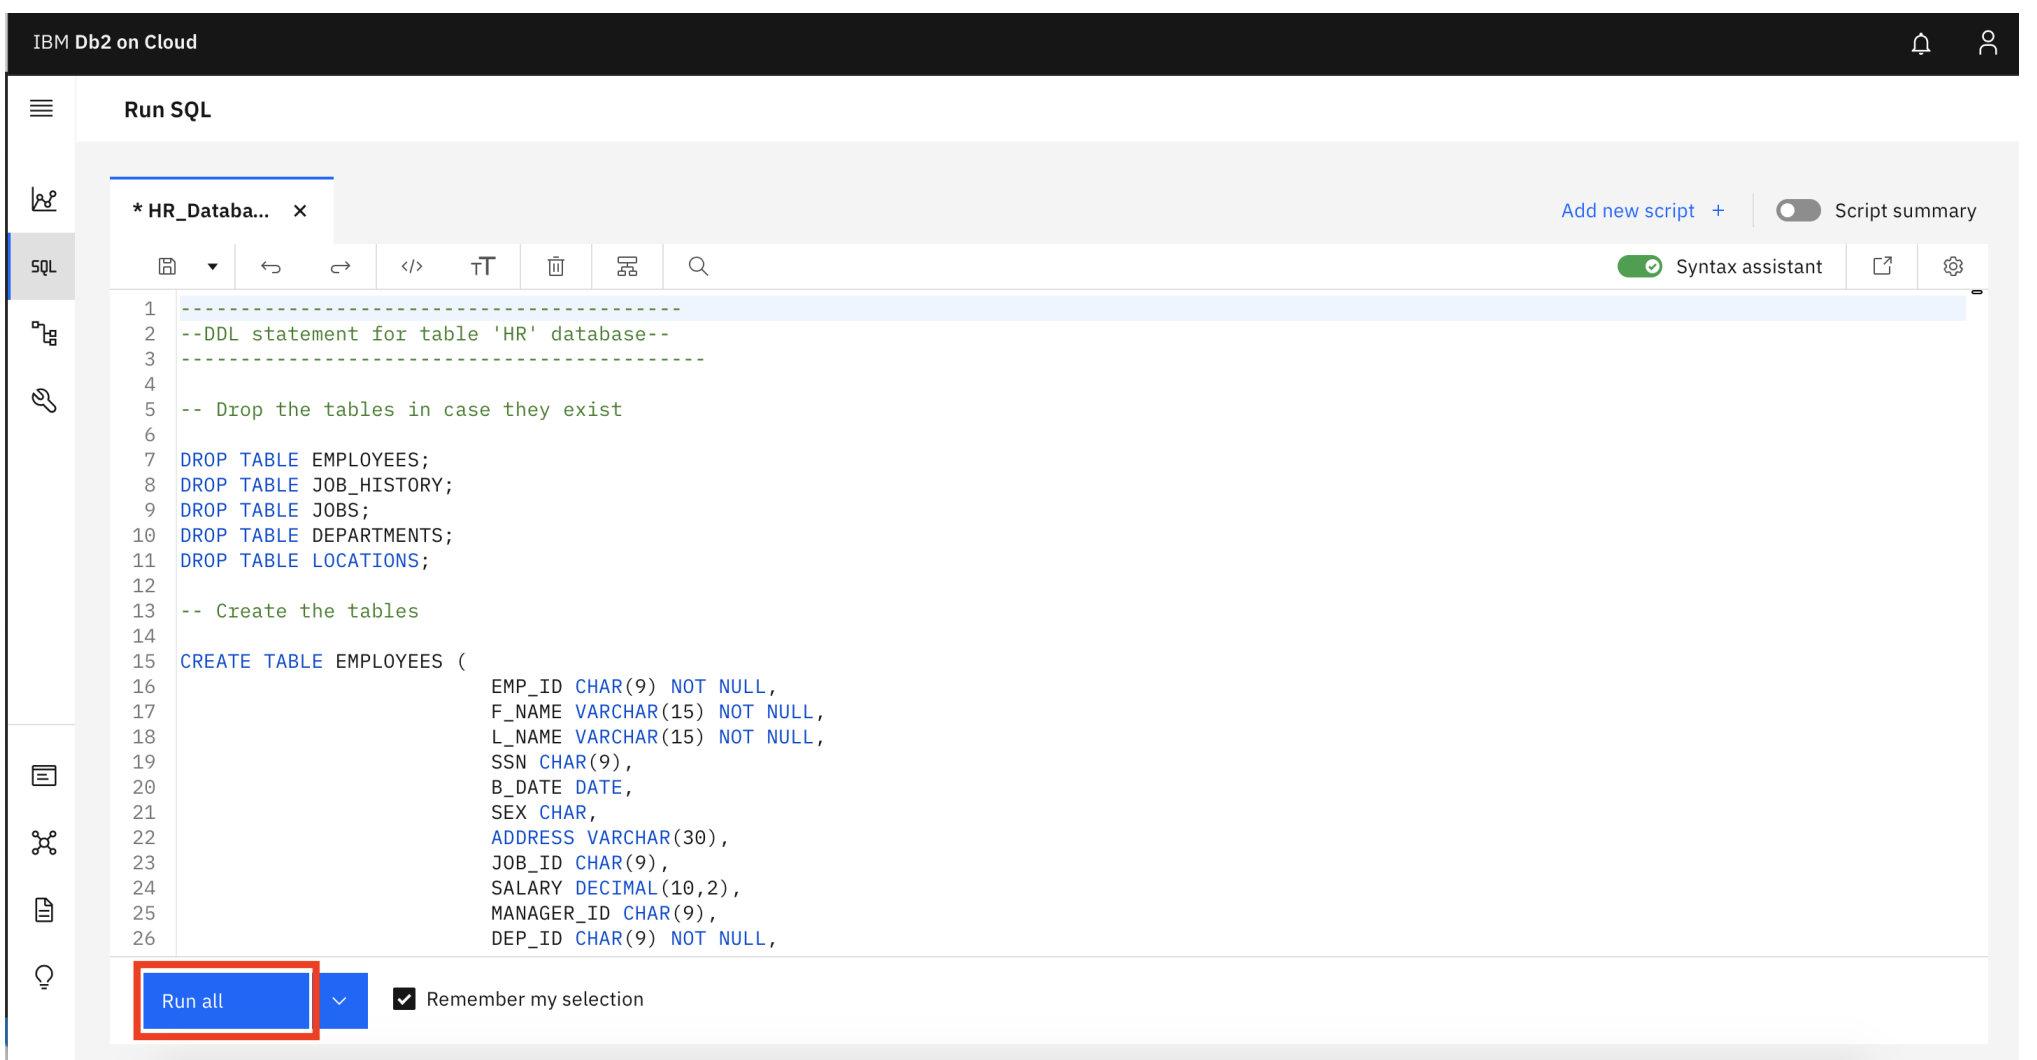 IBM Db2 on Cloud
Run SQL
* HR_Databa... ×
Add new script +
Script summary
SQL
</>
TT
Syntax assistant
1 ------------------------------------------
2 --DDL statement for table 'HR' database--
3 --------------------------------------------
4
5 -- Drop the tables in case they exist
6
7 DROP TABLE EMPLOYEES;
8 DROP TABLE JOB_HISTORY;
9 DROP TABLE JOBS;
10 DROP TABLE DEPARTMENTS;
11 DROP TABLE LOCATIONS;
12
13 -- Create the tables
14
15 CREATE TABLE EMPLOYEES (
16 EMP_ID CHAR(9) NOT NULL,
17 F_NAME VARCHAR(15) NOT NULL,
18 L_NAME VARCHAR(15) NOT NULL,
19 SSN CHAR(9),
20 B_DATE DATE,
21 SEX CHAR,
22 ADDRESS VARCHAR(30),
23 JOB_ID CHAR(9),
24 SALARY DECIMAL(10,2),
25 MANAGER_ID CHAR(9),
26 DEP_ID CHAR(9) NOT NULL,
Run all
Remember my selection